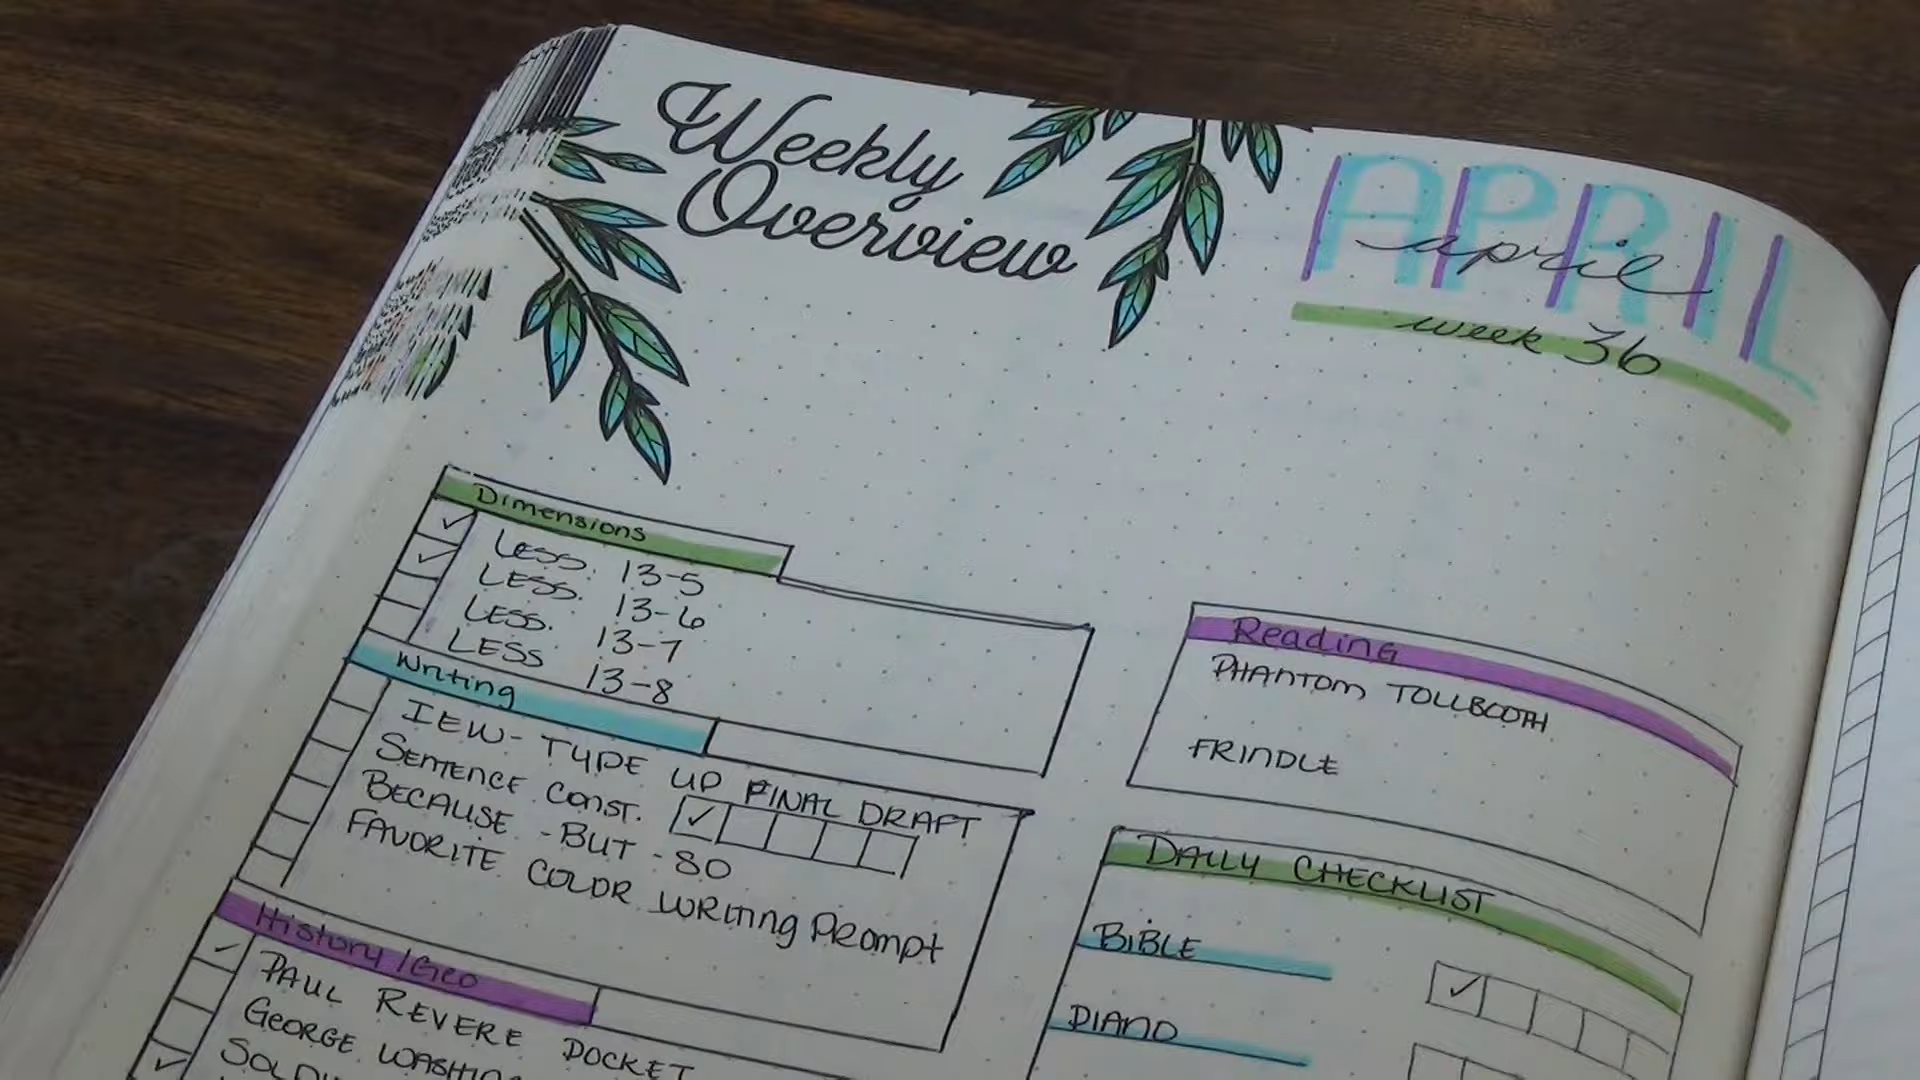 Weekly
Overview
APRIL
april
week 36
Dimensions
LESS. 13-5
LESS. 13-6
LESS. 13-7
LESS 13-8
Writing
IEW - TYPE UP FINAL DRAFT
SENTENCE CONST.
BECAUSE - BUT - SO
FAVORITE COLOR WRITING PROMPT
History/Geo
PAUL REVERE POCKET
GEORGE
Reading
PHANTOM TOLLBOOTH
FRINDLE
DAILY CHECKLIST
BIBLE
PIANO